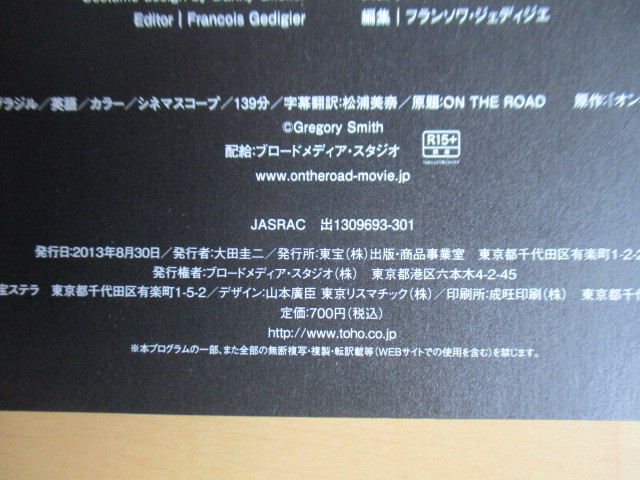 Editor | Francois Gedigier 編集 | フランソワ・ジェディジエ
ブラジル／英語／カラー／シネマスコープ／139分／字幕翻訳：松浦美奈／原題：ON THE ROAD 原作：「オン
©Gregory Smith
配給：ブロードメディア・スタジオ R15+
www.ontheroad-movie.jp
JASRAC 出1309693-301
発行日：2013年8月30日／発行者：大田圭二／発行所：東宝（株）出版・商品事業室 東京都千代田区有楽町1-2-2
発行権者：ブロードメディア・スタジオ（株） 東京都港区六本木4-2-45
宝ステラ 東京都千代田区有楽町1-5-2／デザイン：山本廣臣 東京リスマチック（株）／印刷所：成旺印刷（株） 東京都千代
定価：700円（税込）
http://www.toho.co.jp
※本プログラムの一部、また全部の無断複写・複製・転訳載等（WEBサイトでの使用を含む）を禁じます。